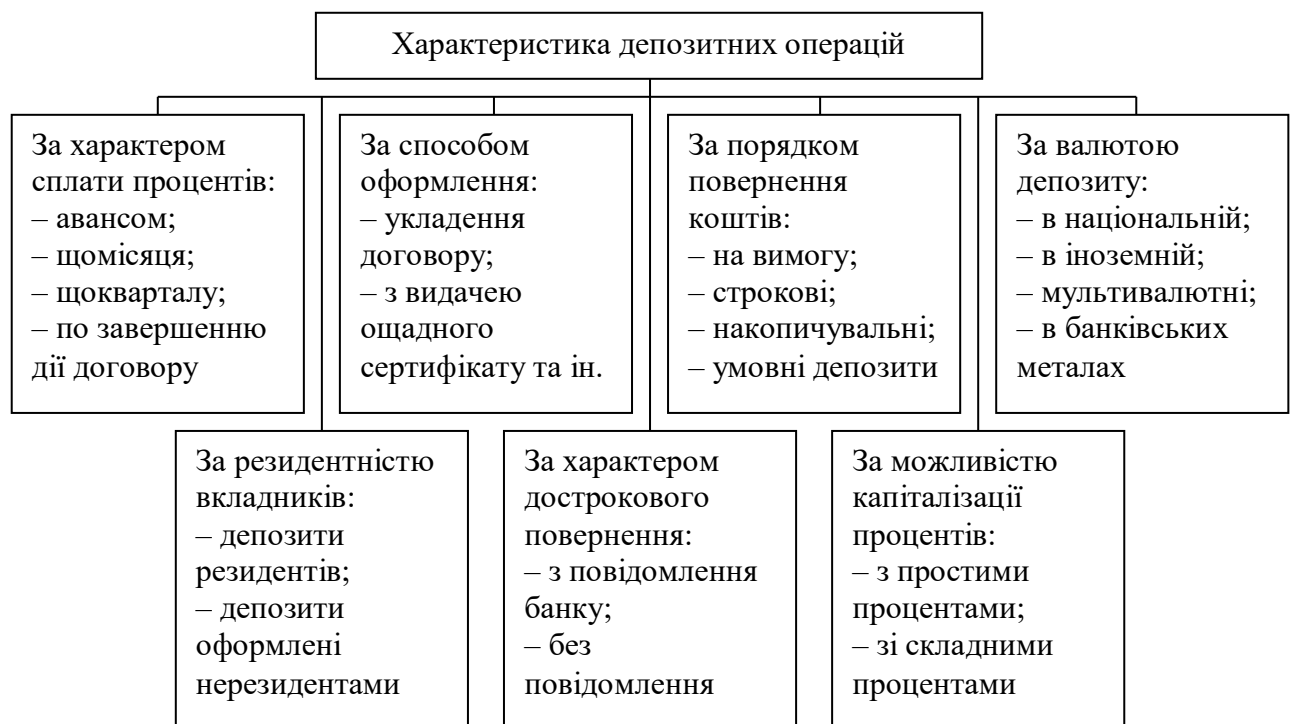 Характеристика депозитних операцій
За характером
сплати процентів:
– авансом;
– щомісяця;
– щокварталу;
– по завершенню
дії договору
За способом
оформлення:
– укладення
договору;
– з видачею
ощадного
сертифікату та ін.
За порядком
повернення
коштів:
– на вимогу;
– строкові;
– накопичувальні;
– умовні депозити
За валютою
депозиту:
– в національній;
– в іноземній;
– мультивалютні;
– в банківських
металах
За резидентністю
вкладників:
– депозити
резидентів;
– депозити
оформлені
нерезидентами
За характером
дострокового
повернення:
– з повідомлення
банку;
– без
повідомлення
За можливістю
капіталізації
процентів:
– з простими
процентами;
– зі складними
процентами